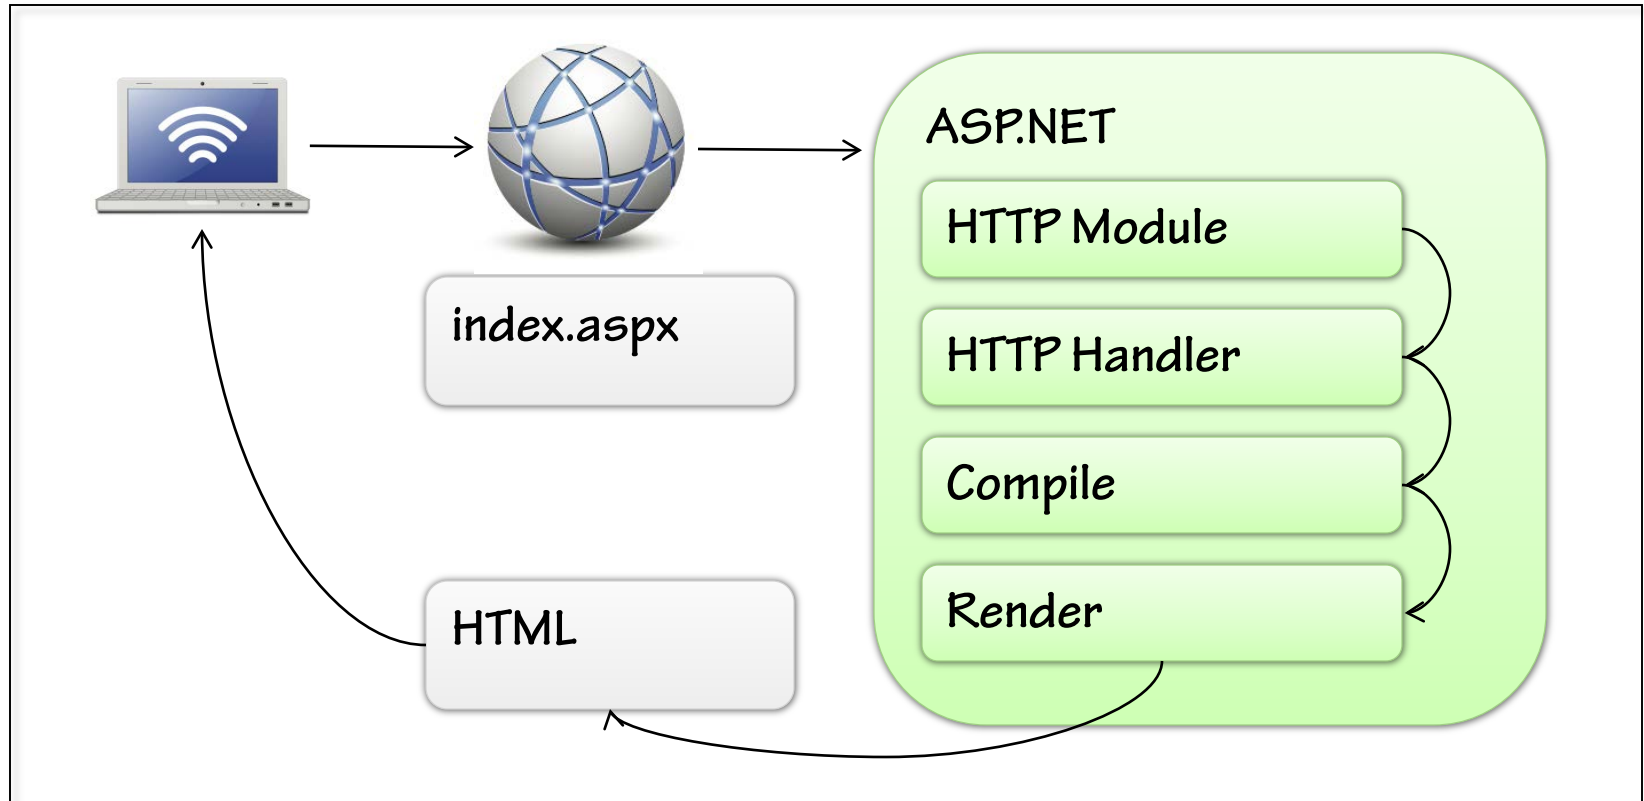 ASP.NET
HTTP Module
index.aspx
HTTP Handler
Compile
Render
HTML